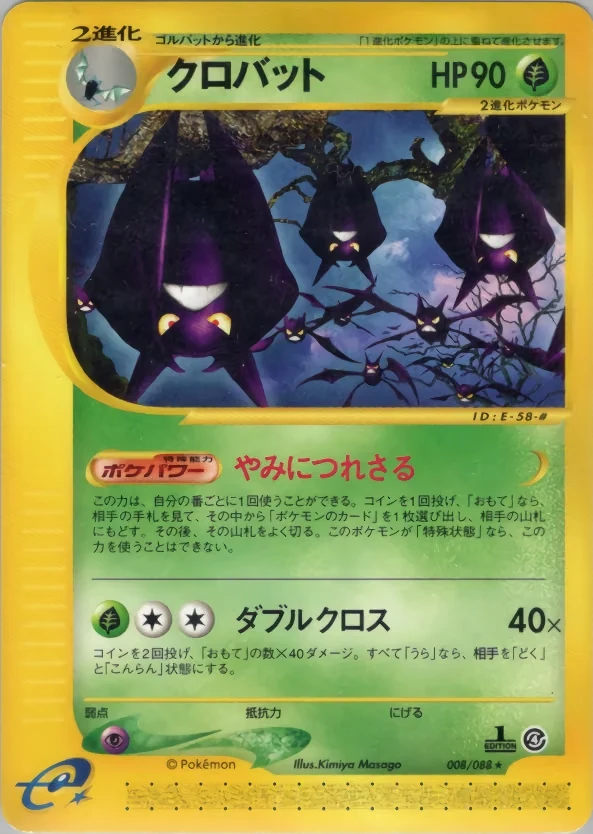 2進化
ゴルバットから進化
「1進化ポケモン」の上に重ねて進化させます。
クロバット
HP90
2進化ポケモン
ID:E-58-#
特殊能力
ポケパワー
やみにつれさる
この力は、自分の番ごとに1回使うことができる。コインを1回投げ、「おもて」なら、
相手の手札を見て、その中から「ポケモンのカード」を1枚選び出し、相手の山札
にもどす。その後、その山札をよく切る。このポケモンが「特殊状態」なら、この
力を使うことはできない。
ダブルクロス
40×
コインを2回投げ、「おもて」の数×40ダメージ。すべて「うら」なら、相手を「どく」
と「こんらん」状態にする。
弱点
抵抗力
にげる
1
EDITION
© Pokémon
Illus.Kimiya Masago
008/088★
e